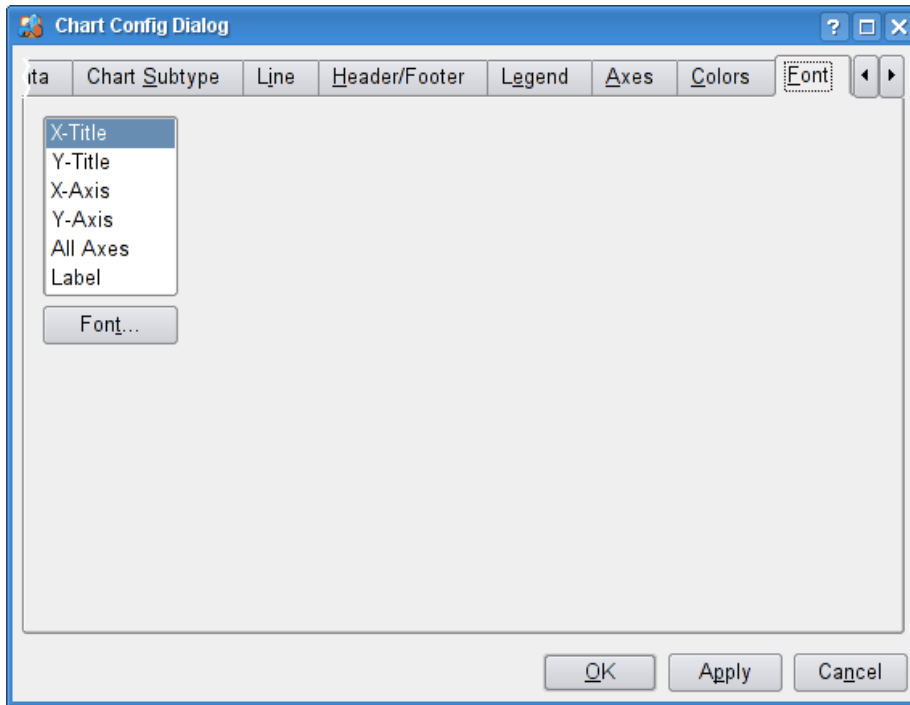 Chart Config Dialog
ata Chart Subtype Line Header/Footer Legend Axes Colors Font
X-Title
Y-Title
X-Axis
Y-Axis
All Axes
Label
Font...
OK Apply Cancel